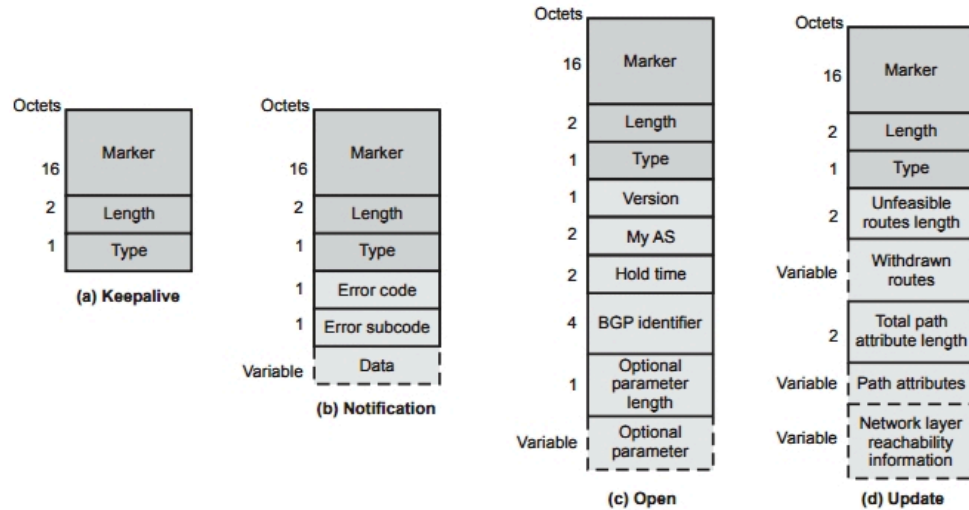 Octets
16 Marker
2 Length
1 Type
(a) Keepalive
Octets
16 Marker
2 Length
1 Type
1 Error code
1 Error subcode
Variable Data
(b) Notification
Octets
16 Marker
2 Length
1 Type
1 Version
2 My AS
2 Hold time
4 BGP identifier
1 Optional
parameter
length
Variable Optional
parameter
(c) Open
Octets
16 Marker
2 Length
1 Type
2 Unfeasible
routes length
Variable Withdrawn
routes
2 Total path
attribute length
Variable Path attributes
Variable Network layer
reachability
information
(d) Update